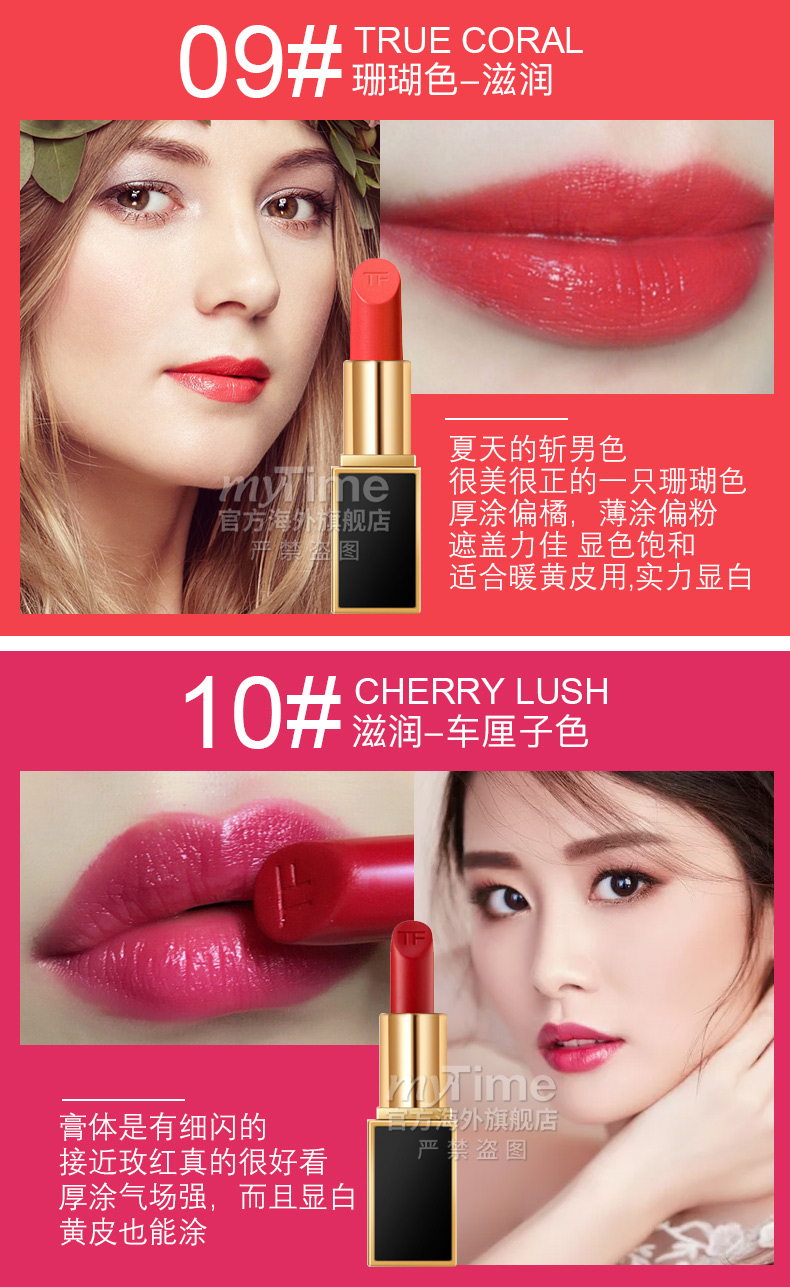 09# TRUE CORAL
珊瑚色-滋润
TF
myTime
官方海外旗舰店
严禁盗图
夏天的斩男色
很美很正的一只珊瑚色
厚涂偏橘,薄涂偏粉
遮盖力佳 显色饱和
适合暖黄皮用,实力显白
10# CHERRY LUSH
滋润-车厘子色
TF
TF
myTime
官方海外旗舰店
严禁盗图
膏体是有细闪的
接近玫红真的很好看
厚涂气场强,而且显白
黄皮也能涂